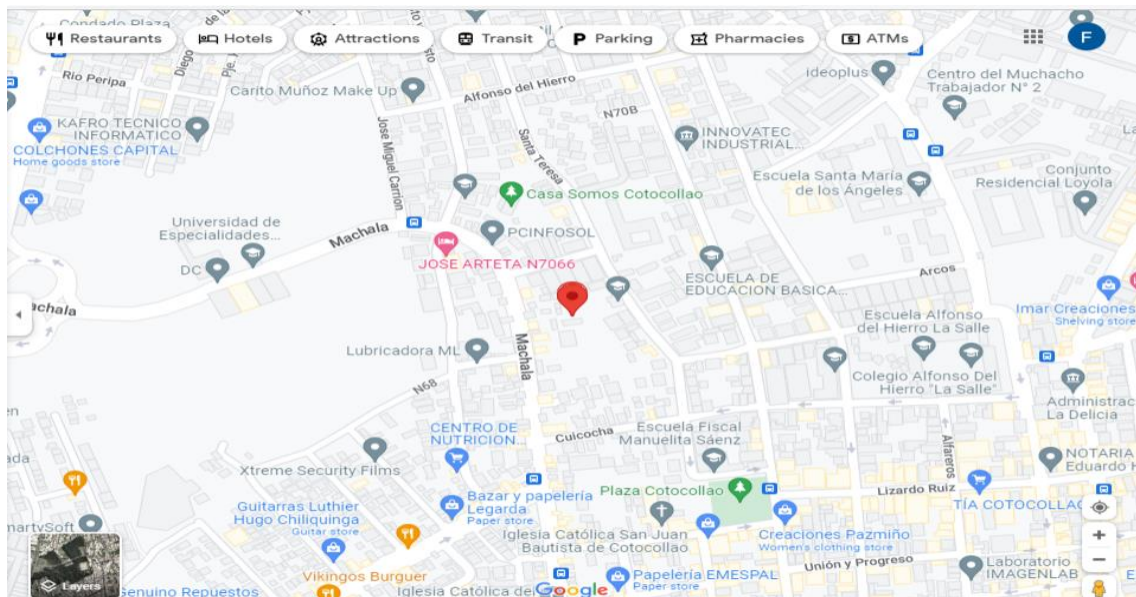 Condado Plaza
Restaurants
Hotels
Attractions
Transit
Parking
Pharmacies
ATMs
F
Rio Peripa
Diego
Pje.
Carito Muñoz Make Up
Alfonso del Hierro
ideoplus
Centro del Muchacho
Trabajador N° 2
N70B
KAFRO TECNICO
INFORMATICO
COLCHONES CAPITAL
Home goods store
Jose Miguel Carrion
Santa Teresa
INNOVATEC
INDUSTRIAL...
Escuela Santa María
de los Ángeles
Conjunto
Residencial Loyola
Casa Somos Cotocollao
Universidad de
Especialidades...
Machala
PCINFOSOL
DC
JOSE ARTETA N7066
ESCUELA DE
EDUCACION BASICA...
Arcos
achala
Imar Creaciones
Shelving store
Escuela Alfonso
del Hierro La Salle
Lubricadora ML
Machala
N68
Colegio Alfonso Del
Hierro "La Salle"
Administrac
La Delicia
CENTRO DE
NUTRICION...
Cuicocha
Escuela Fiscal
Manuelita Sáenz
Alfareros
Xtreme Security Films
NOTARIA
Eduardo H
Plaza Cotocollao
Lizardo Ruiz
TÍA COTOCOLLAO
Guitarras Luthier
Hugo Chiliquinga
Guitar store
Bazar y papelería
Legarda
Paper store
martySoft
Iglesia Católica San Juan
Bautista de Cotocollao
Creaciones Pazmiño
Women's clothing store
Unión y Progreso
Laboratorio
IMAGENLAB
Layers
Vikingos Burguer
Papelería EMESPAL
Paper store
enuino Repuestos
Iglesia Católica de
Google